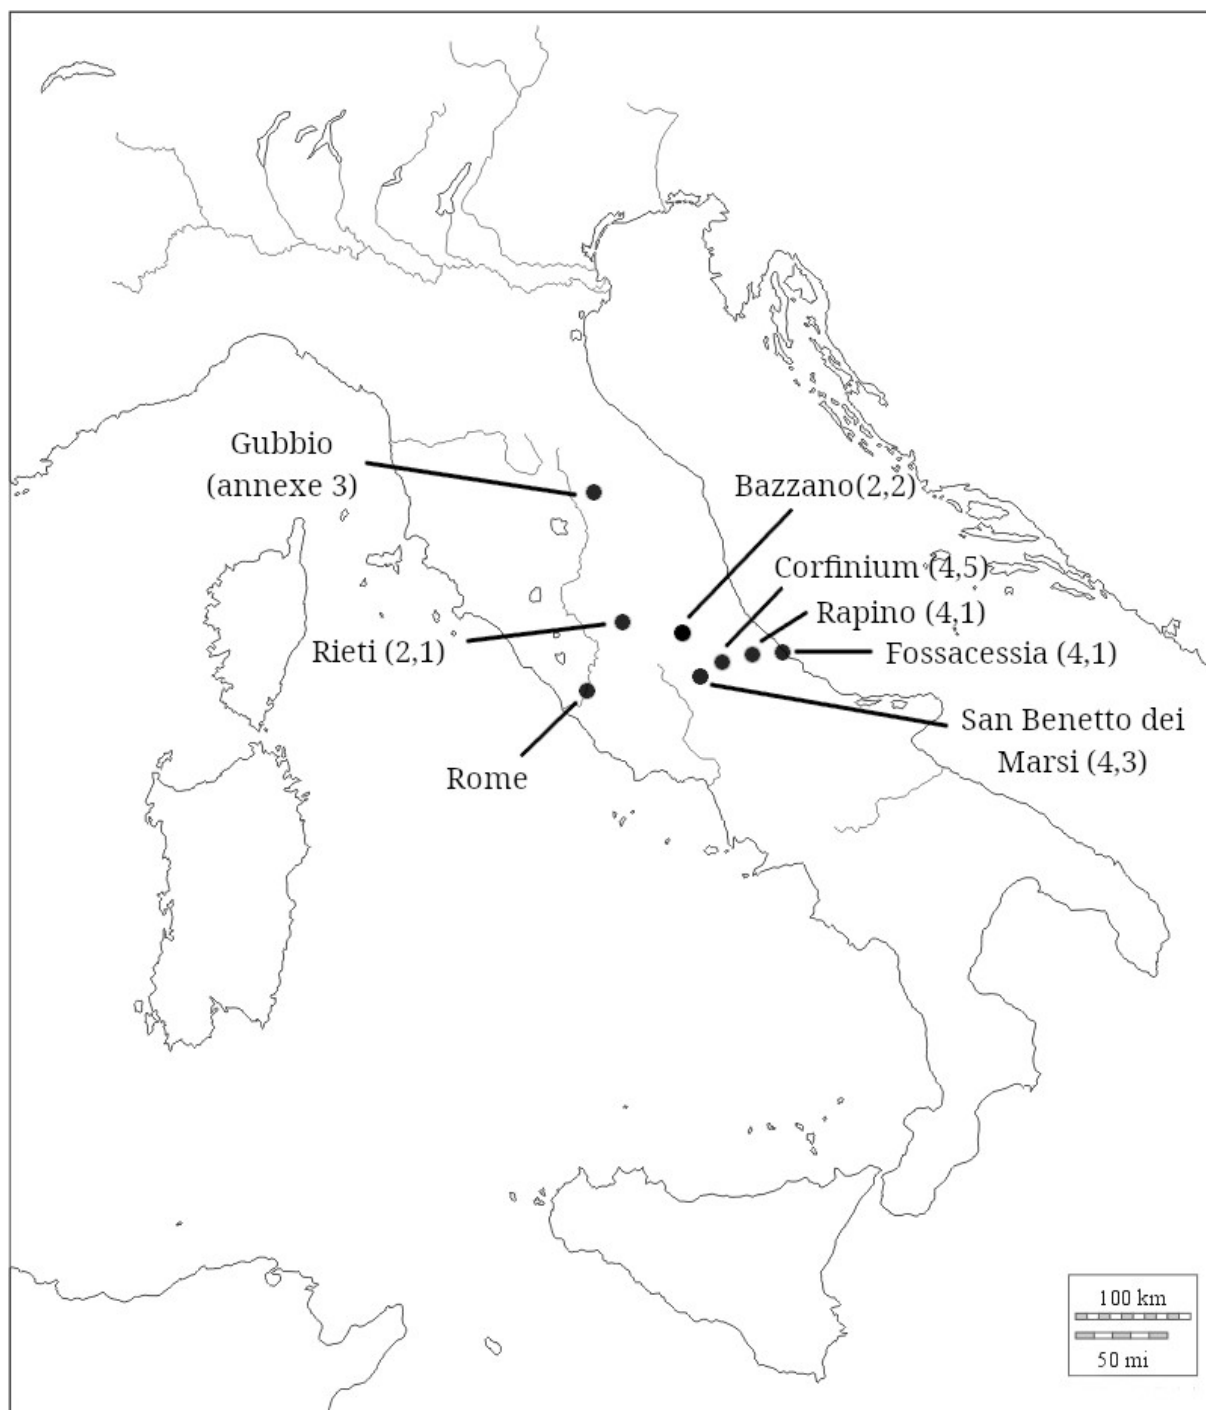 Gubbio
(annexe 3)
Bazzano(2,2)
Corfinium (4,5)
Rapino (4,1)
Rieti (2,1)
Fossacessia (4,1)
San Benetto dei
Marsi (4,3)
Rome
100 km
50 mi